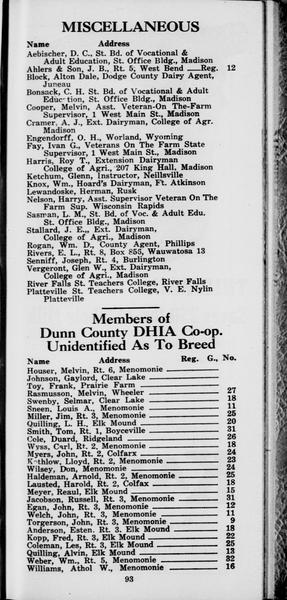 MISCELLANEOUS
Name Address
Aebischer, D. C., St. Bd. of Vocational &
Adult Education, St. Office Bldg., Madison
Ahlers & Son, J. B., Rt. 5, West Bend —Reg. 12
Block, Alton Dale, Dodge County Dairy Agent,
Juneau
Bonsack, C. H. St. Bd. of Vocational & Adult
Education, St. Office Bldg., Madison
Cooper, Melvin, Asst. Veteran-On-The-Farm
Supervisor, 1 West Main St., Madison
Cramer, A. J., Ext. Dairyman, College of Agr.
Madison
Engendorff, O. H., Worland, Wyoming
Fay, Ivan G., Veterans On The Farm State
Supervisor, 1 West Main St., Madison
Harris, Roy T., Extension Dairyman
College of Agri., 207 King Hall, Madison
Ketchum, Glenn, Instructor, Neillsville
Knox, Wm., Hoard's Dairyman, Ft. Atkinson
Lewandoske, Herman, Rusk
Nelson, Harry, Asst. Supervisor Veteran On The
Farm Sup. Wisconsin Rapids
Sasman, L. M., St. Bd. of Voc. & Adult Edu.
St. Office Bldg., Madison
Stallard, J. E., Ext. Dairyman,
College of Agri., Madison
Rogan, Wm. D., County Agent, Phillips
Rivers, E. L., Rt. 8, Box 855, Wauwatosa 13
Senniff, Joseph, Rt. 4, Burlington
Vergeront, Glen W., Ext. Dairyman,
College of Agri., Madison
River Falls St. Teachers College, River Falls
Platteville St. Teachers College, V. E. Nylin
Platteville
Members of
Dunn County DHIA Co-op.
Unidentified As To Breed
Name Address Reg. G., No.
Houser, Melvin, Rt. 6, Menomonie
Johnson, Gaylord, Clear Lake
Toy, Frank, Prairie Farm
Rasmusson, Melvin, Wheeler 27
Swenby, Selmar, Clear Lake 18
Sneen, Louis A., Menomonie 11
Miller, Jim, Rt. 3, Menomonie 25
Quilling, L. H., Elk Mound 20
Smith, Tom, Rt. 1, Boyceville 31
Cole, Duard, Ridgeland 26
Wyss, Carl, Rt. 2, Menomonie 18
Myers, John, Rt. 2, Colfax 24
Lloyd, Rt. 2, Menomonie 23
Wilsey, Don, Menomonie 24
Haldeman, Arnold, Rt. 2, Menomonie 25
Lausted, Harold, Rt. 2, Colfax 18
Meyer, Reaul, Elk Mound 15
Jacobson, Russell, Rt. 3, Menomonie 31
Egan, John, Rt. 3, Menomonie 12
Welch, John, Rt. 3, Menomonie 11
Torgerson, John, Rt. 3, Menomonie 9
Anderson, Esten, Rt. 3. Elk Mound 18
Kopp, Fred, Rt. 3, Elk Mound 22
Coleman, Les, Rt. 3, Elk Mound 25
Quilling, Alvin, Elk Mound 13
Weber, Wm., Rt. 5, Menomonie 32
Williams, Athol W., Menomonie 16
93